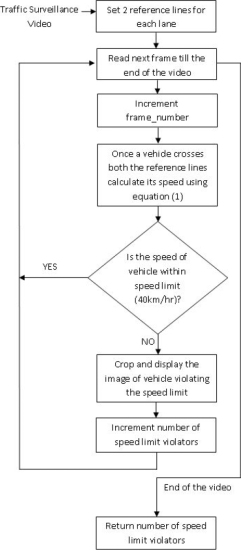 Traffic Surveillance
Video
Set 2 reference lines for
each lane
Read next frame till the
end of the video
Increment
frame_number
Once a vehicle crosses
both the reference lines
calculate its speed using
equation (1)
Is the speed of
vehicle within
speed limit
(40km/hr)?
YES
NO
Crop and display the
image of vehicle violating
the speed limit
Increment number of
speed limit violators
End of the video
Return number of speed
limit violators